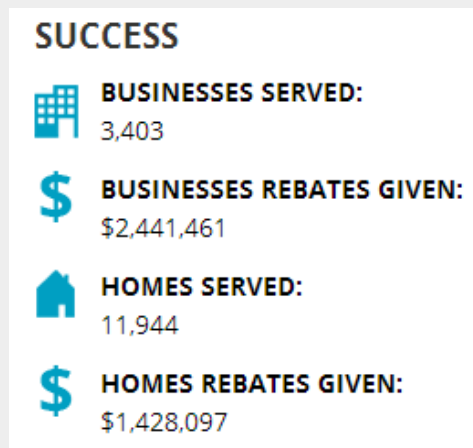 SUCCESS
BUSINESSES SERVED:
3,403
BUSINESSES REBATES GIVEN:
$2,441,461
HOMES SERVED:
11,944
HOMES REBATES GIVEN:
$1,428,097